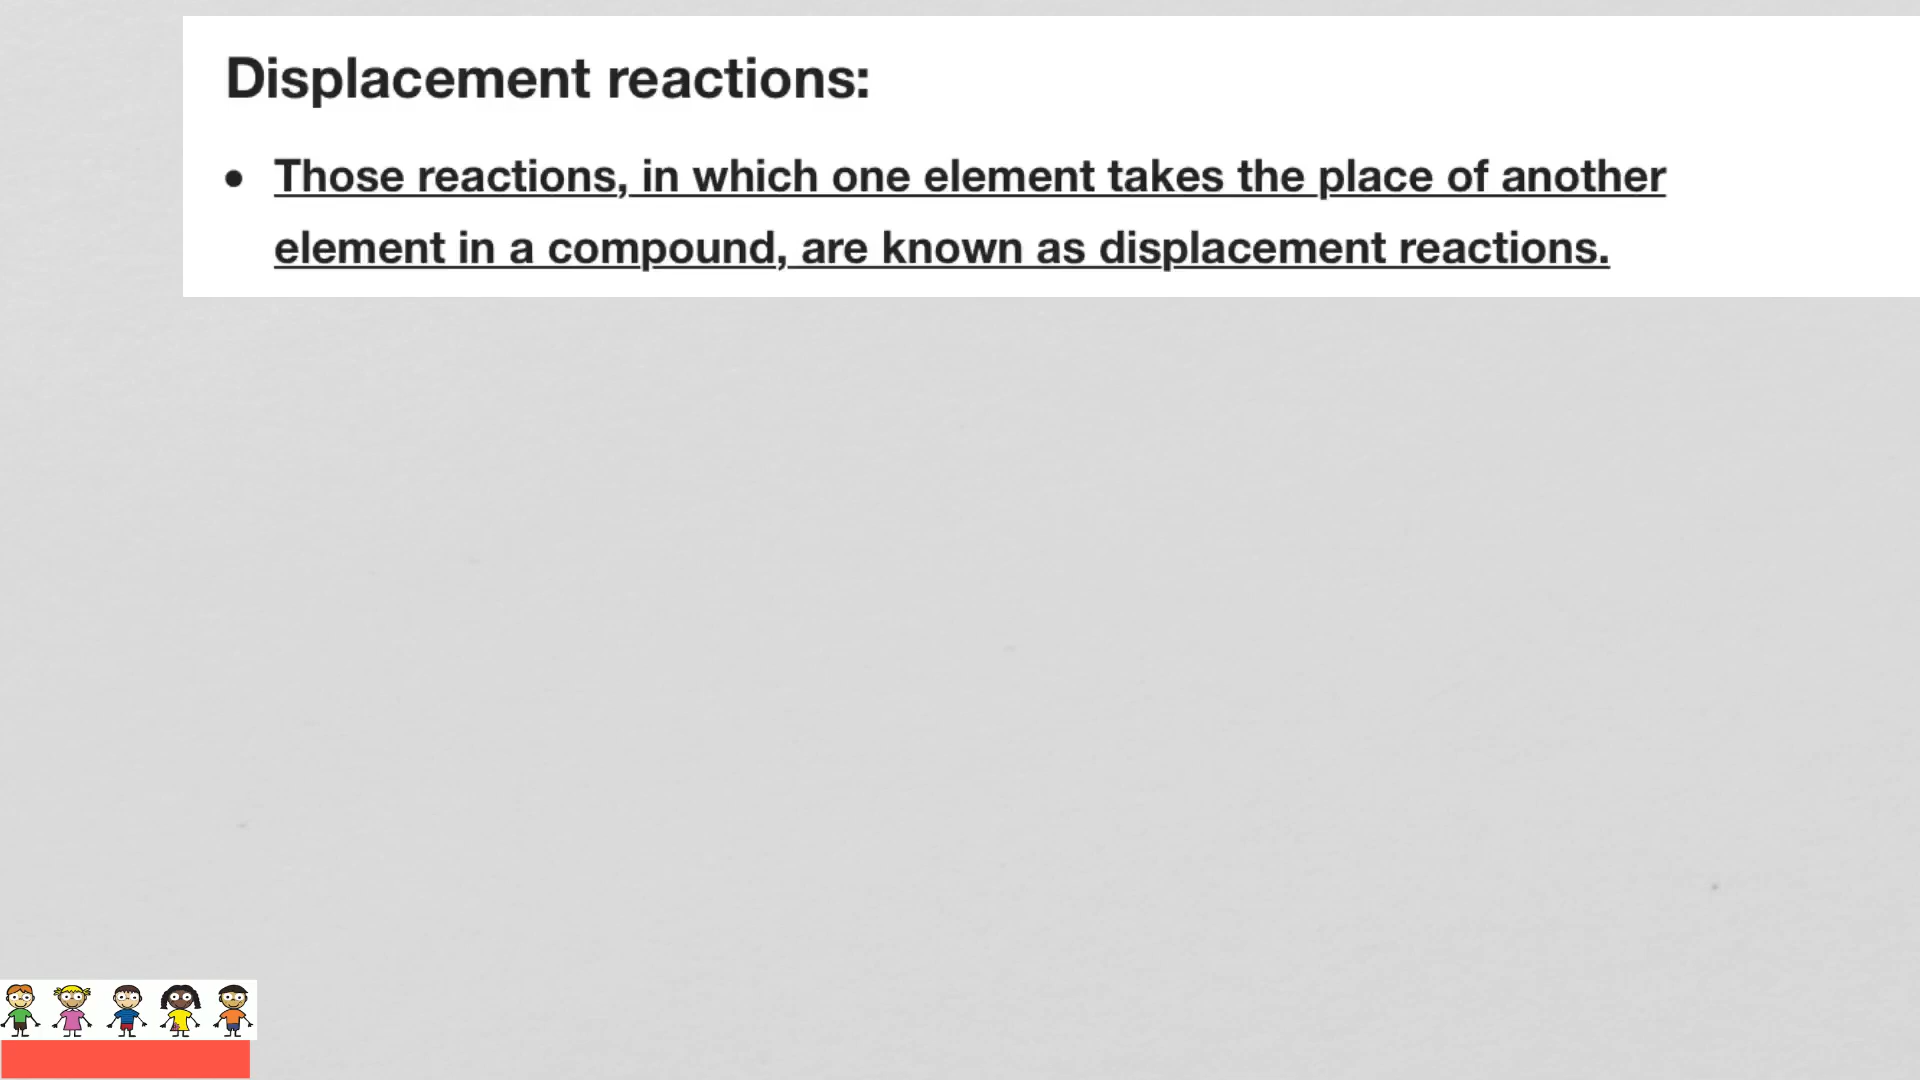 Displacement reactions:
• Those reactions, in which one element takes the place of another
element in a compound, are known as displacement reactions.